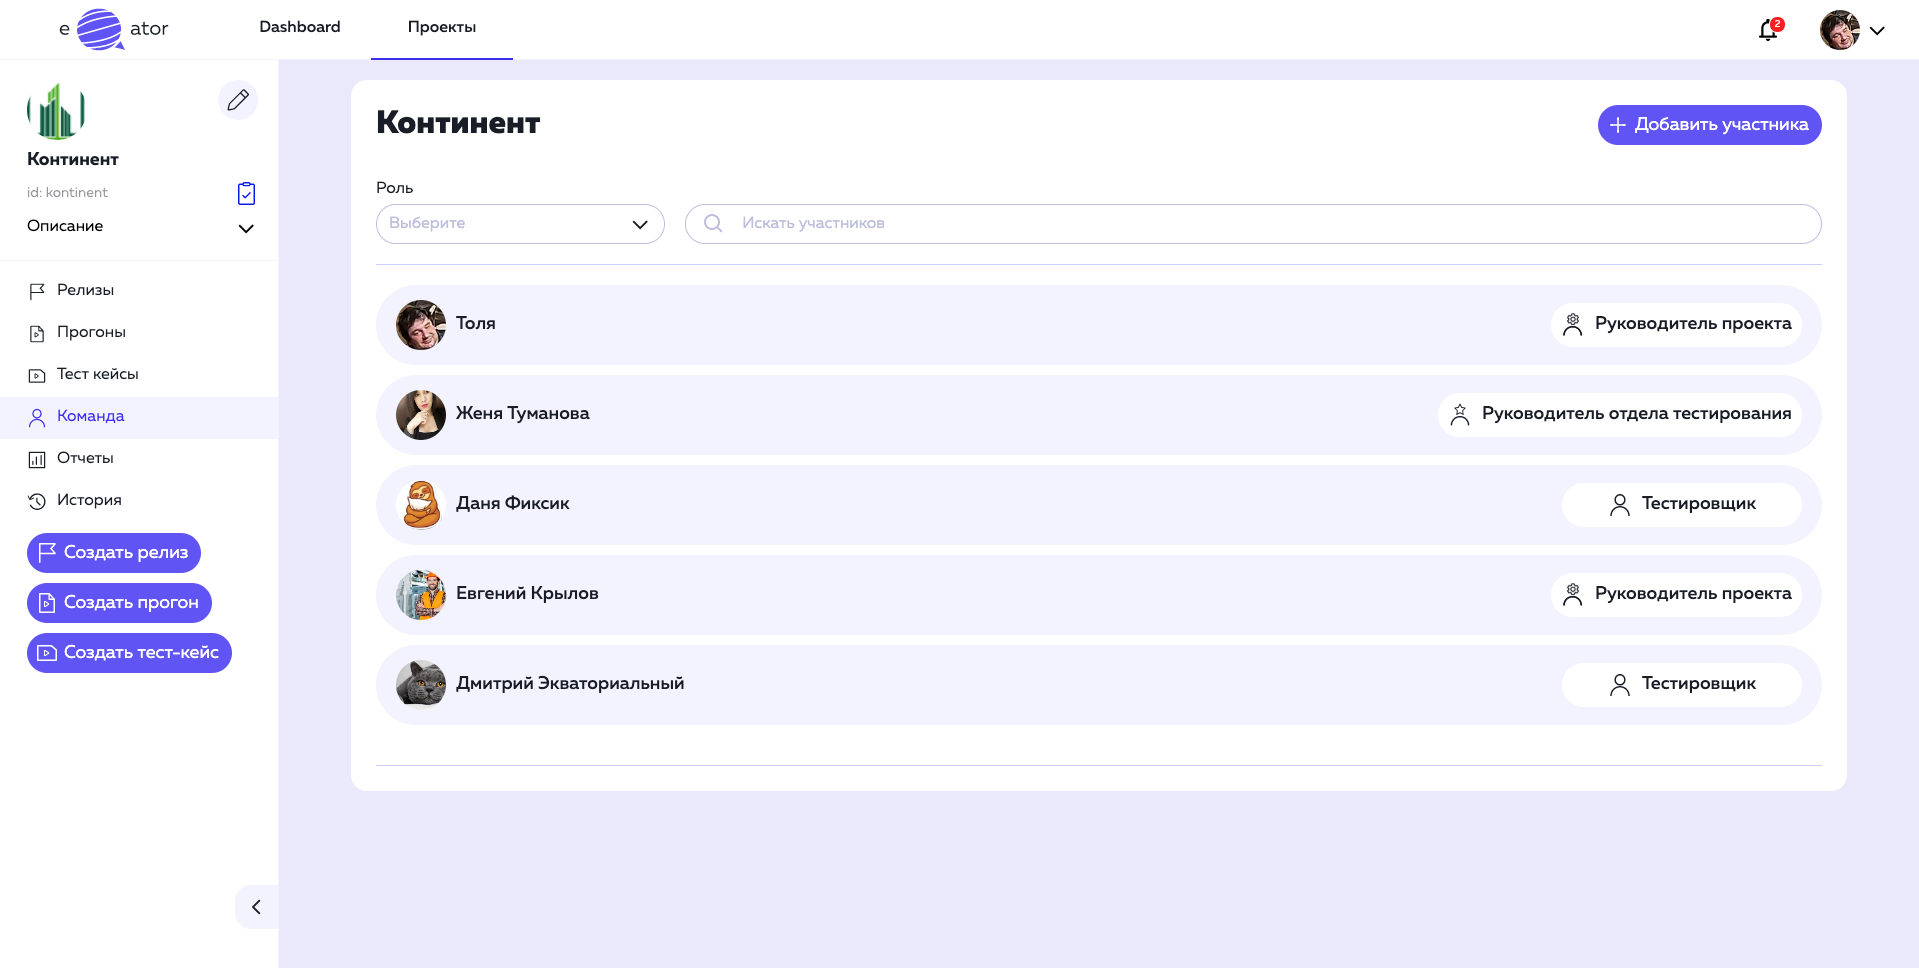 e ator
Dashboard
Проекты
2
Континент
id: kontinent
Описание
Релизы
Прогоны
Тест кейсы
Команда
Отчеты
История
Создать релиз
Создать прогон
Создать тест-кейс
Континент
Добавить участника
Роль
Выберите
Искать участников
Толя
Руководитель проекта
Женя Туманова
Руководитель отдела тестирования
Даня Фиксик
Тестировщик
Евгений Крылов
Руководитель проекта
Дмитрий Экваториальный
Тестировщик